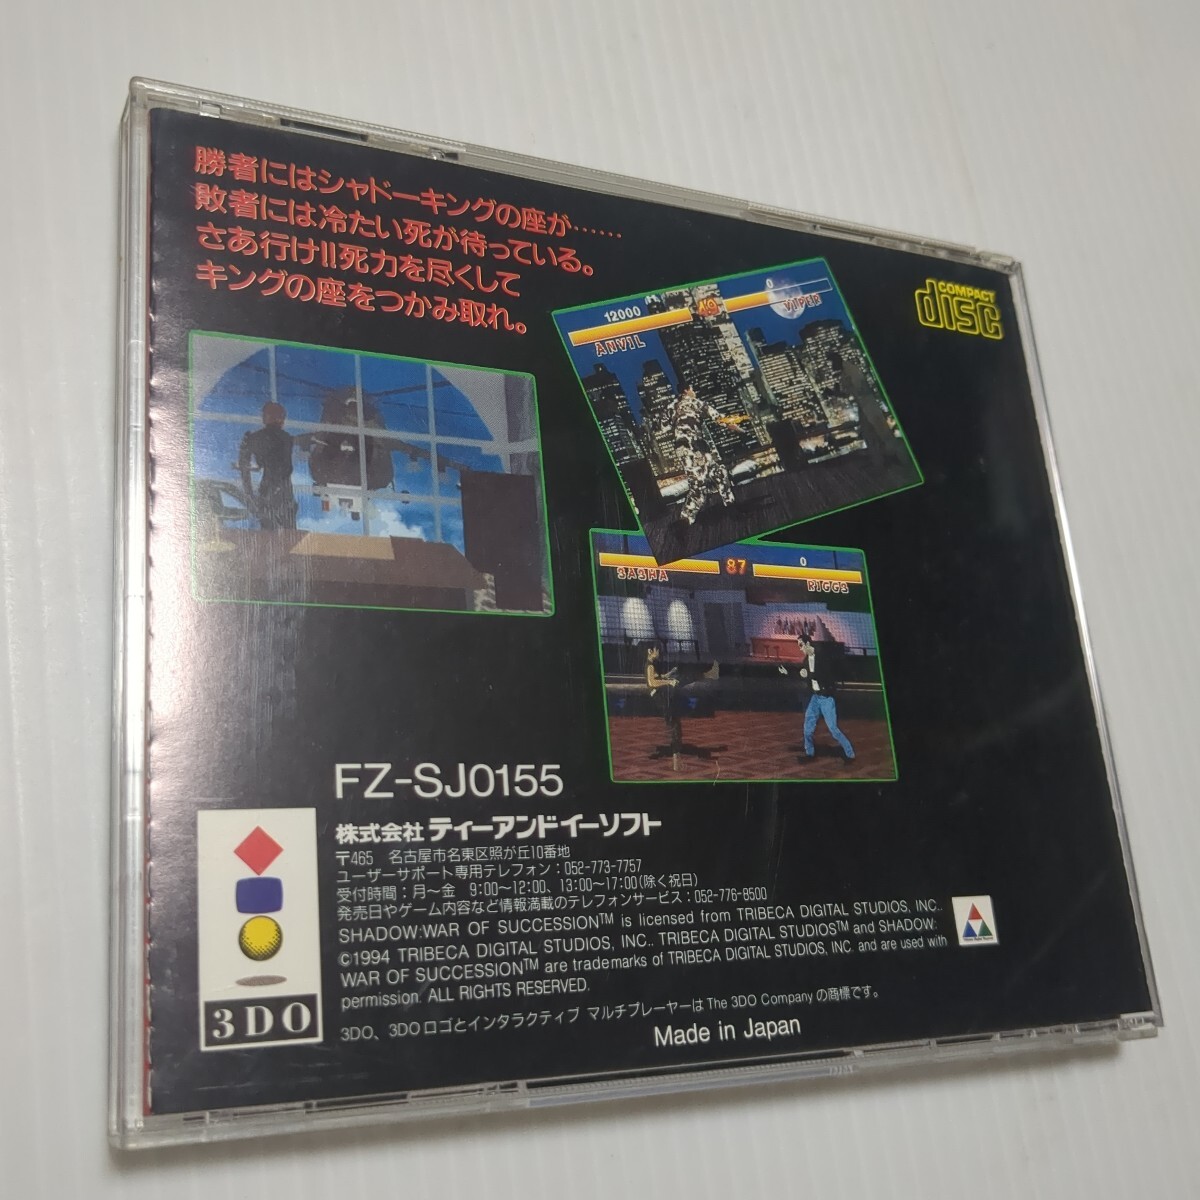 勝者にはシャドーキングの座が……
敗者には冷たい死が待っている。
さあ行け!!死力を尽くして
キングの座をつかみ取れ。
COMPACT
disc
12000
49
0
ANVIL
VIPER
87
0
SASHA
RIGGS
FZ-SJ0155
株式会社 ティーアンドイーソフト
〒465 名古屋市名東区照が丘10番地
ユーザーサポート専用テレフォン：052-773-7757
受付時間：月～金 9:00～12:00、13:00～17:00(除く祝日)
発売日やゲーム内容など情報満載のテレフォンサービス：052-776-8500
SHADOW:WAR OF SUCCESSION™ is licensed from TRIBECA DIGITAL STUDIOS, INC..
©1994 TRIBECA DIGITAL STUDIOS, INC.. TRIBECA DIGITAL STUDIOS™ and SHADOW:
WAR OF SUCCESSION™ are trademarks of TRIBECA DIGITAL STUDIOS, INC. and are used with
permission. ALL RIGHTS RESERVED.
3DO、3DOロゴとインタラクティブ マルチプレーヤーは The 3DO Company の商標です。
Made in Japan
3DO